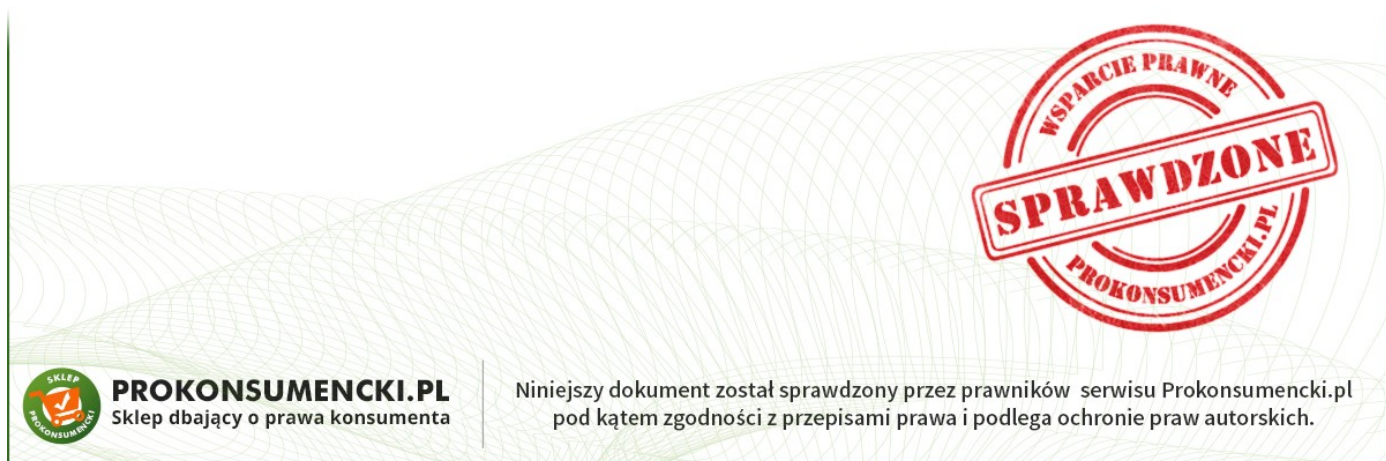 WSPARCIE PRAWNE
SPRAWDZONE
PROKONSUMENCKI.PL
SKLEP
PROKONSUMENCKI
PROKONSUMENCKI.PL
Sklep dbający o prawa konsumenta
Niniejszy dokument został sprawdzony przez prawników serwisu Prokonsumencki.pl
pod kątem zgodności z przepisami prawa i podlega ochronie praw autorskich.